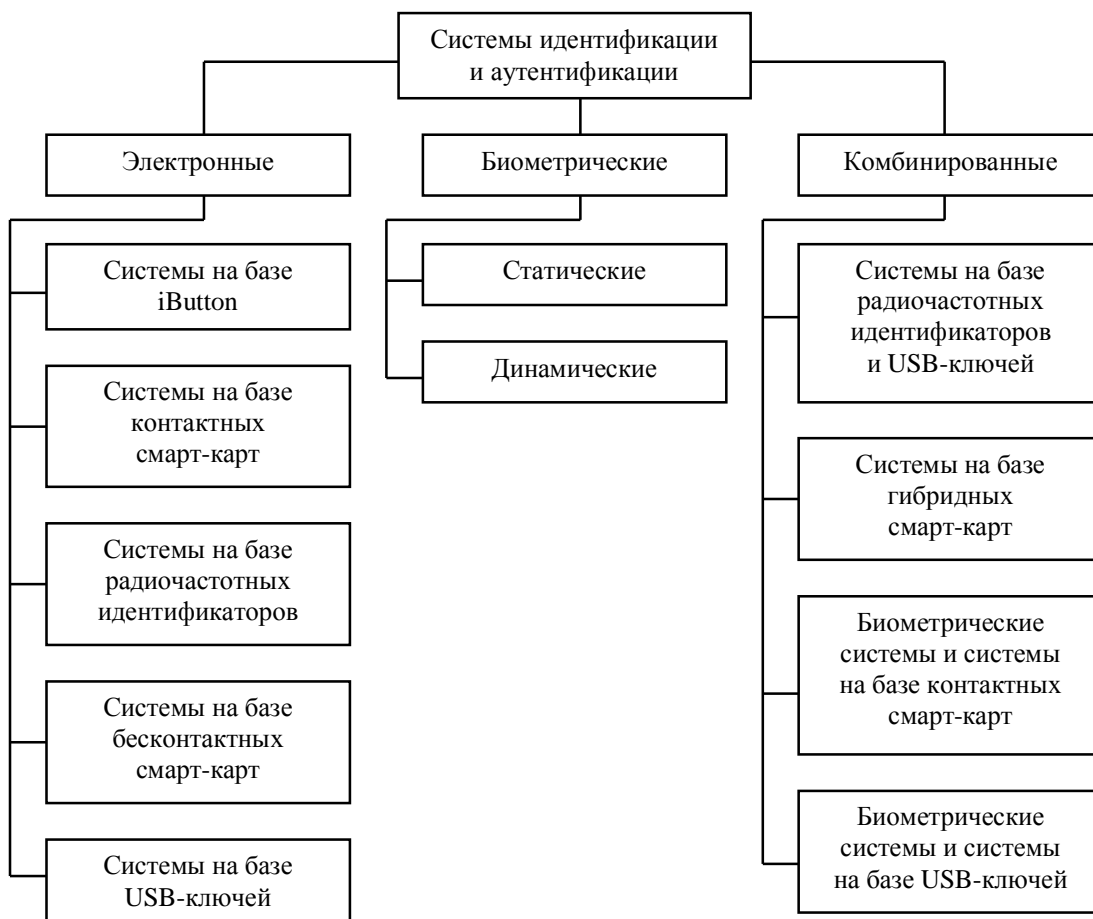 Системы идентификации
и аутентификации
Электронные
Биометрические
Комбинированные
Системы на базе
iButton
Системы на базе
контактных
смарт-карт
Системы на базе
радиочастотных
идентификаторов
Системы на базе
бесконтактных
смарт-карт
Системы на базе
USB-ключей
Статические
Динамические
Системы на базе
радиочастотных
идентификаторов
и USB-ключей
Системы на базе
гибридных
смарт-карт
Биометрические
системы и системы
на базе контактных
смарт-карт
Биометрические
системы и системы
на базе USB-ключей